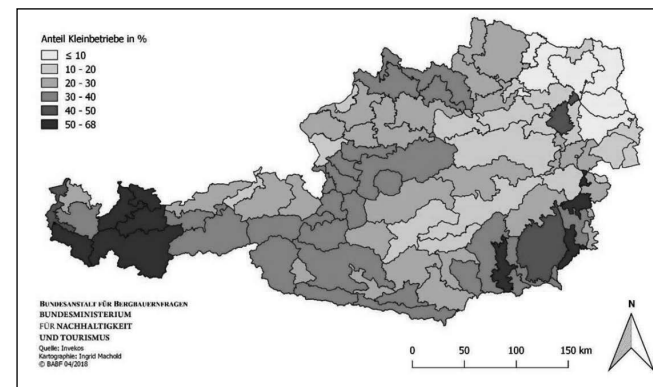 Anteil Kleinbetriebe in %
≤ 10
10 - 20
20 - 30
30 - 40
40 - 50
50 - 68
BUNDESANSTALT FÜR BERGBAUERNFRAGEN
BUNDESMINISTERIUM
FÜR NACHHALTIGKEIT
UND TOURISMUS
Quelle: Invekos
Kartographie: Ingrid Machold
© BABF 04/2018
N
0 50 100 150 km